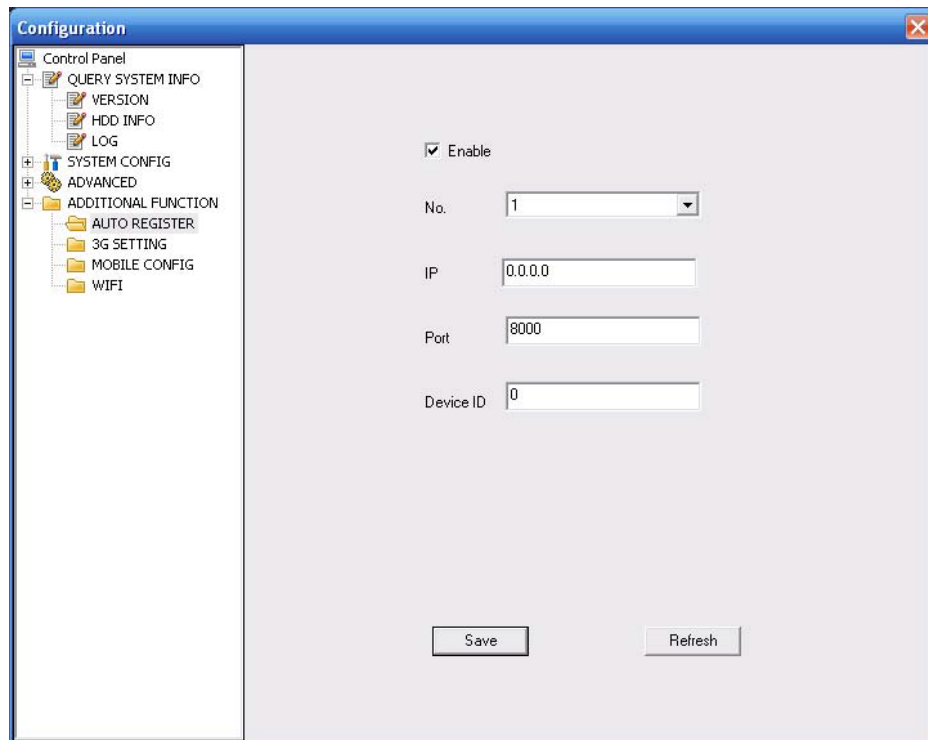 Configuration
Control Panel
QUERY SYSTEM INFO
VERSION
HDD INFO
LOG
SYSTEM CONFIG
ADVANCED
ADDITIONAL FUNCTION
AUTO REGISTER
3G SETTING
MOBILE CONFIG
WIFI
Enable
No. 1
IP 0.0.0.0
Port 8000
Device ID 0
Save Refresh